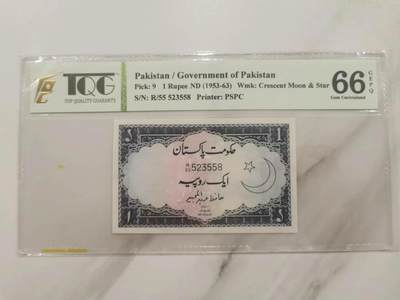 TQG
TOP QUALITY GUARANTY
Pakistan / Government of Pakistan
Pick: 9 1 Rupee ND (1953-63) Wmk: Crescent Moon & Star
S/N: R/55 523558 Printer: PSPC
66 GEPQ
Gem Uncirculated
حکومت پاکستان
R/55 523558
ایک روپیہ
1
1